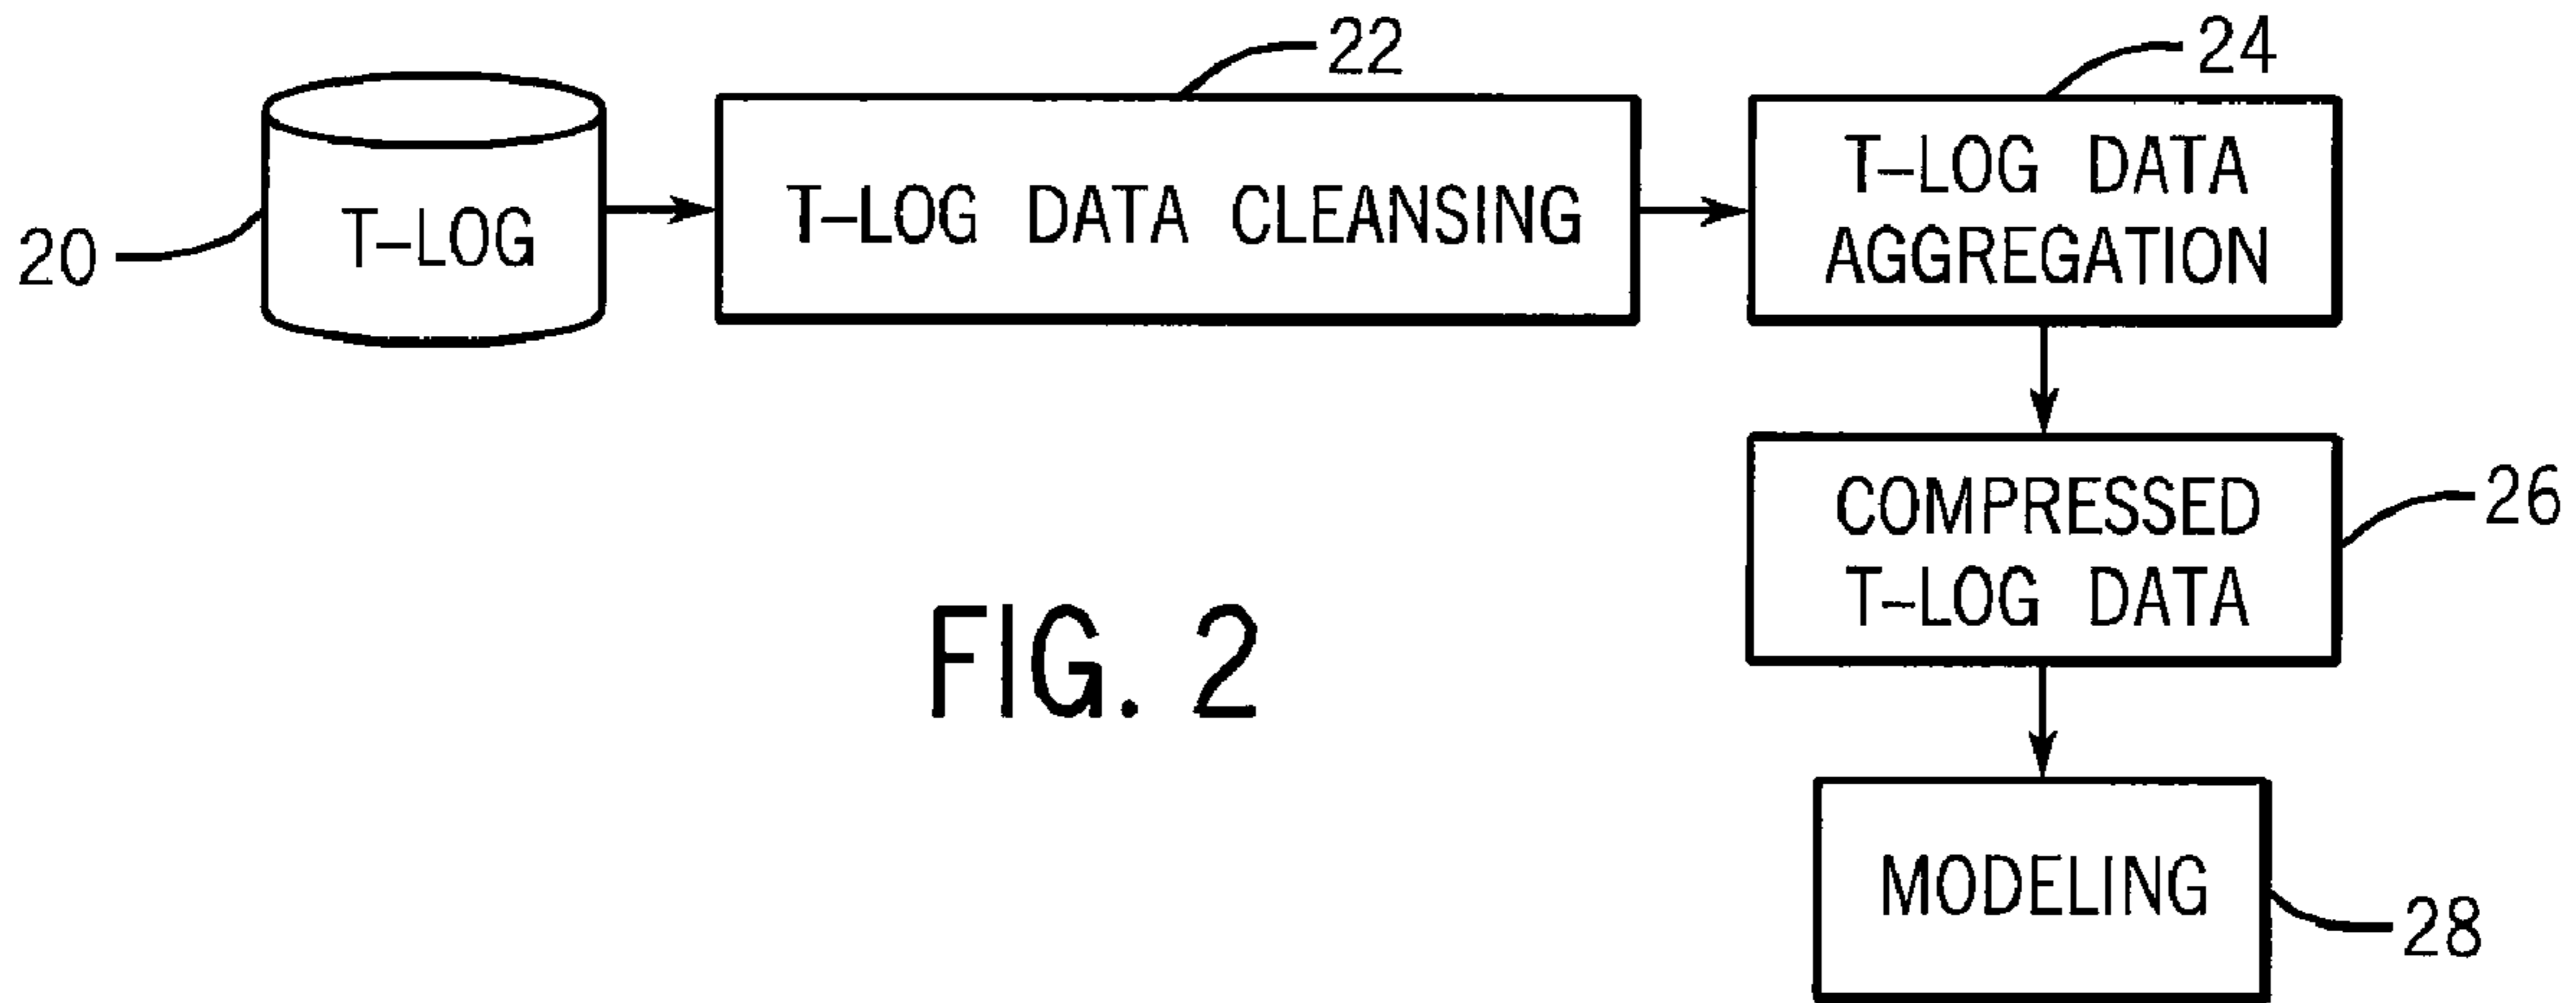 22
24
20
T-LOG
T-LOG DATA CLEANSING
T-LOG DATA
AGGREGATION
COMPRESSED
T-LOG DATA
26
FIG. 2
MODELING
28